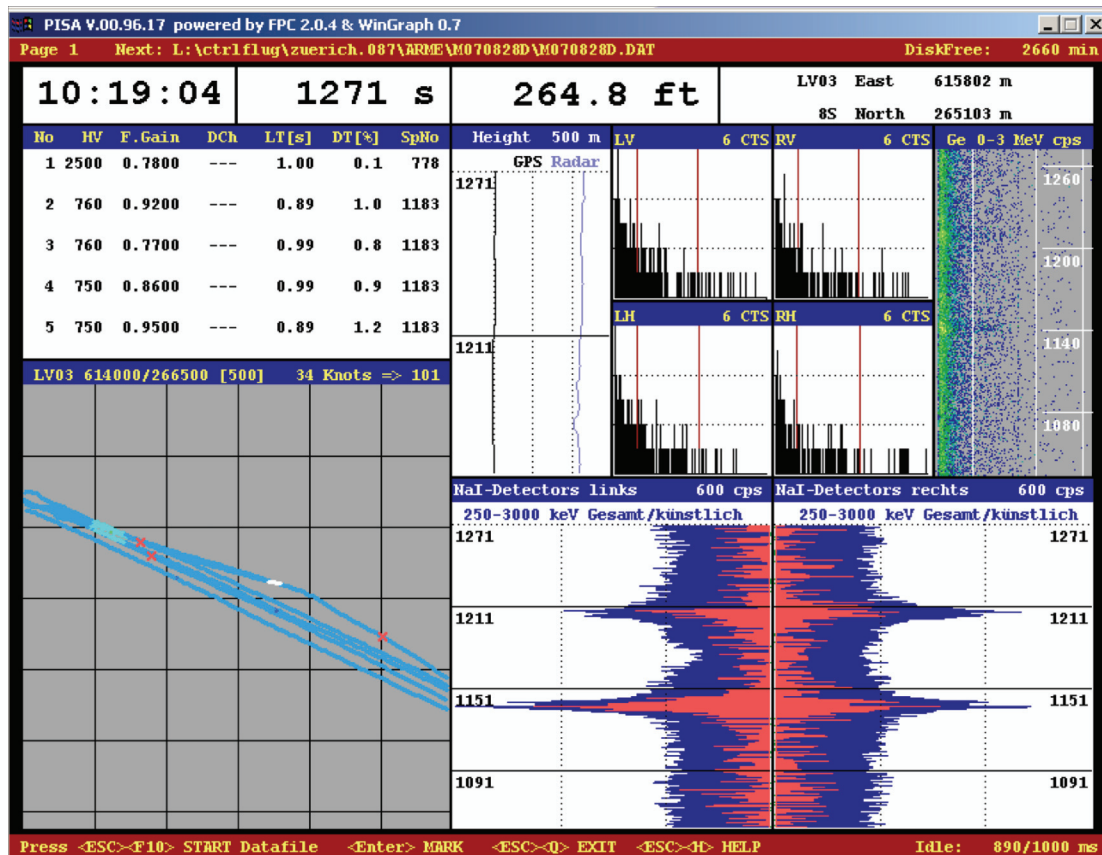 PISA V.00.96.17 powered by FPC 2.0.4 & WinGraph 0.7
Page 1 Next: L:\ctrlflug\zuerich.087\ARME\M070828D\M070828D.DAT DiskFree: 2660 min
10:19:04 1271 s 264.8 ft
LV03 East 615802 m
8S North 265103 m
No HV F.Gain DCh LT[s] DT[%] SpNo
1 2500 0.7800 --- 1.00 0.1 778
2 760 0.9200 --- 0.89 1.0 1183
3 760 0.7700 --- 0.99 0.8 1183
4 750 0.8600 --- 0.99 0.9 1183
5 750 0.9500 --- 0.89 1.2 1183
Height 500 m
GPS Radar
1271
1211
LV 6 CTS
RV 6 CTS
LH 6 CTS
RH 6 CTS
Ge 0-3 MeV cps
1260
1200
1140
1080
LV03 614000/266500 [500] 34 Knots => 101
NaI-Detectors links 600 cps
250-3000 keV Gesamt/künstlich
1271
1211
1151
1091
NaI-Detectors rechts 600 cps
250-3000 keV Gesamt/künstlich
1271
1211
1151
1091
Press <ESC><F10> START Datafile <Enter> MARK <ESC><Q> EXIT <ESC><H> HELP Idle: 890/1000 ms